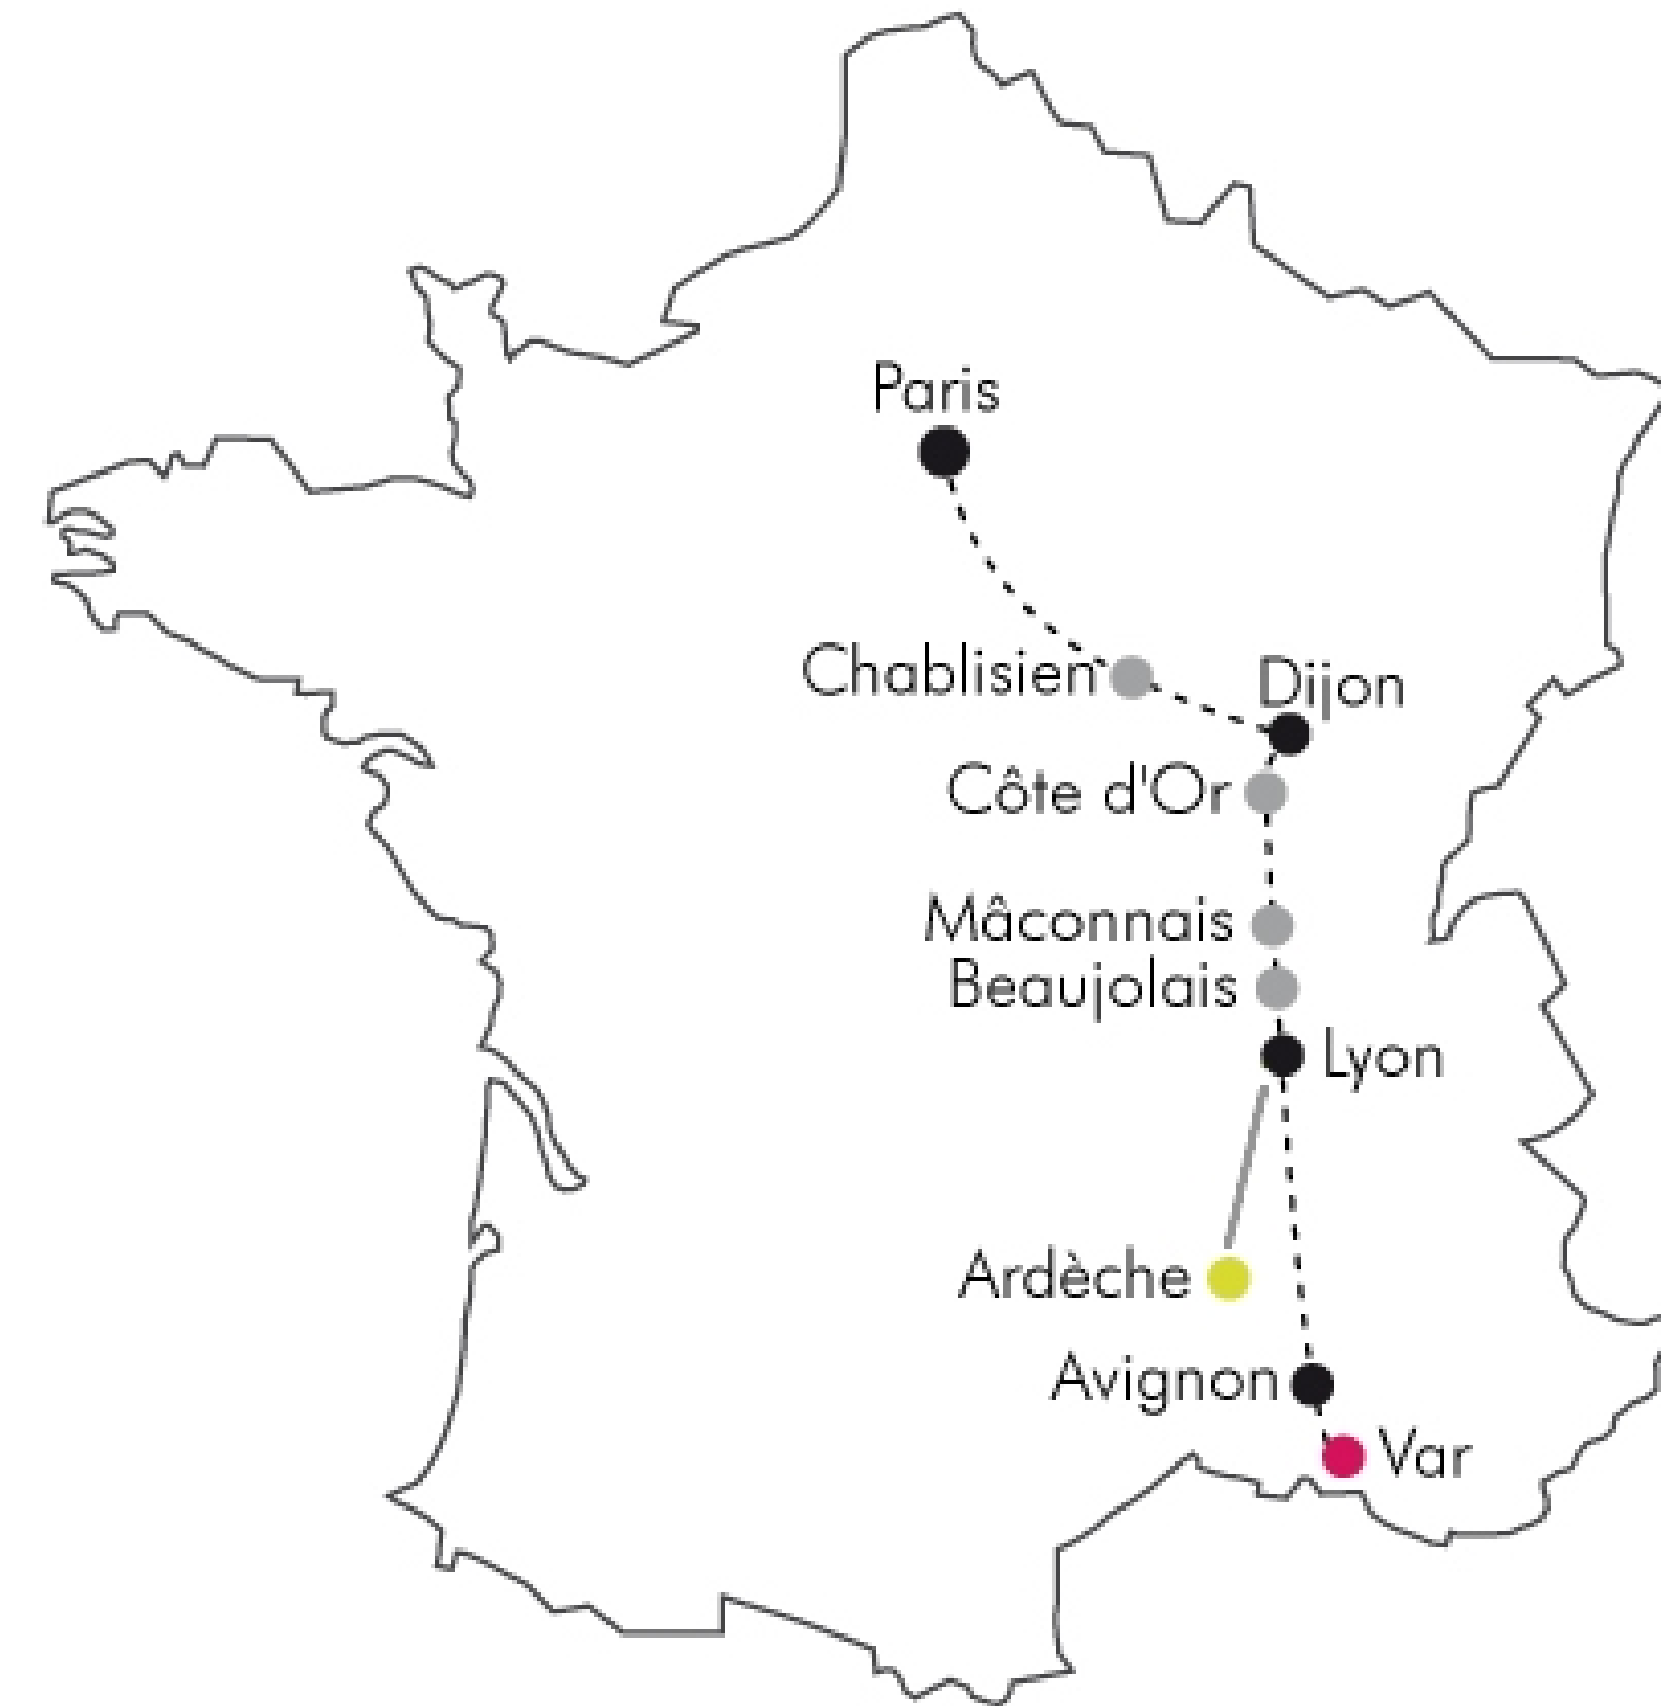 Paris
Chablisien
Dijon
Côte d'Or
Mâconnais
Beaujolais
Lyon
Ardèche
Avignon
Var